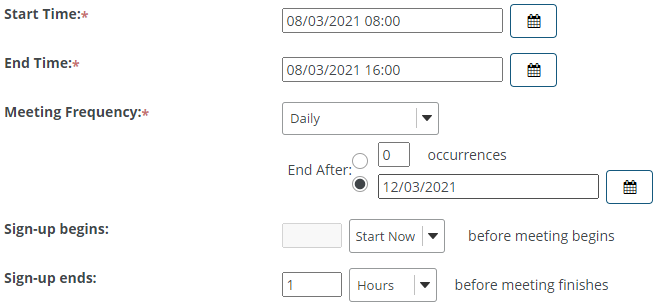 Start Time:* 08/03/2021 08:00
End Time:* 08/03/2021 16:00
Meeting Frequency:* Daily
0 occurrences
End After:
12/03/2021
Sign-up begins: Start Now before meeting begins
Sign-up ends: 1 Hours before meeting finishes